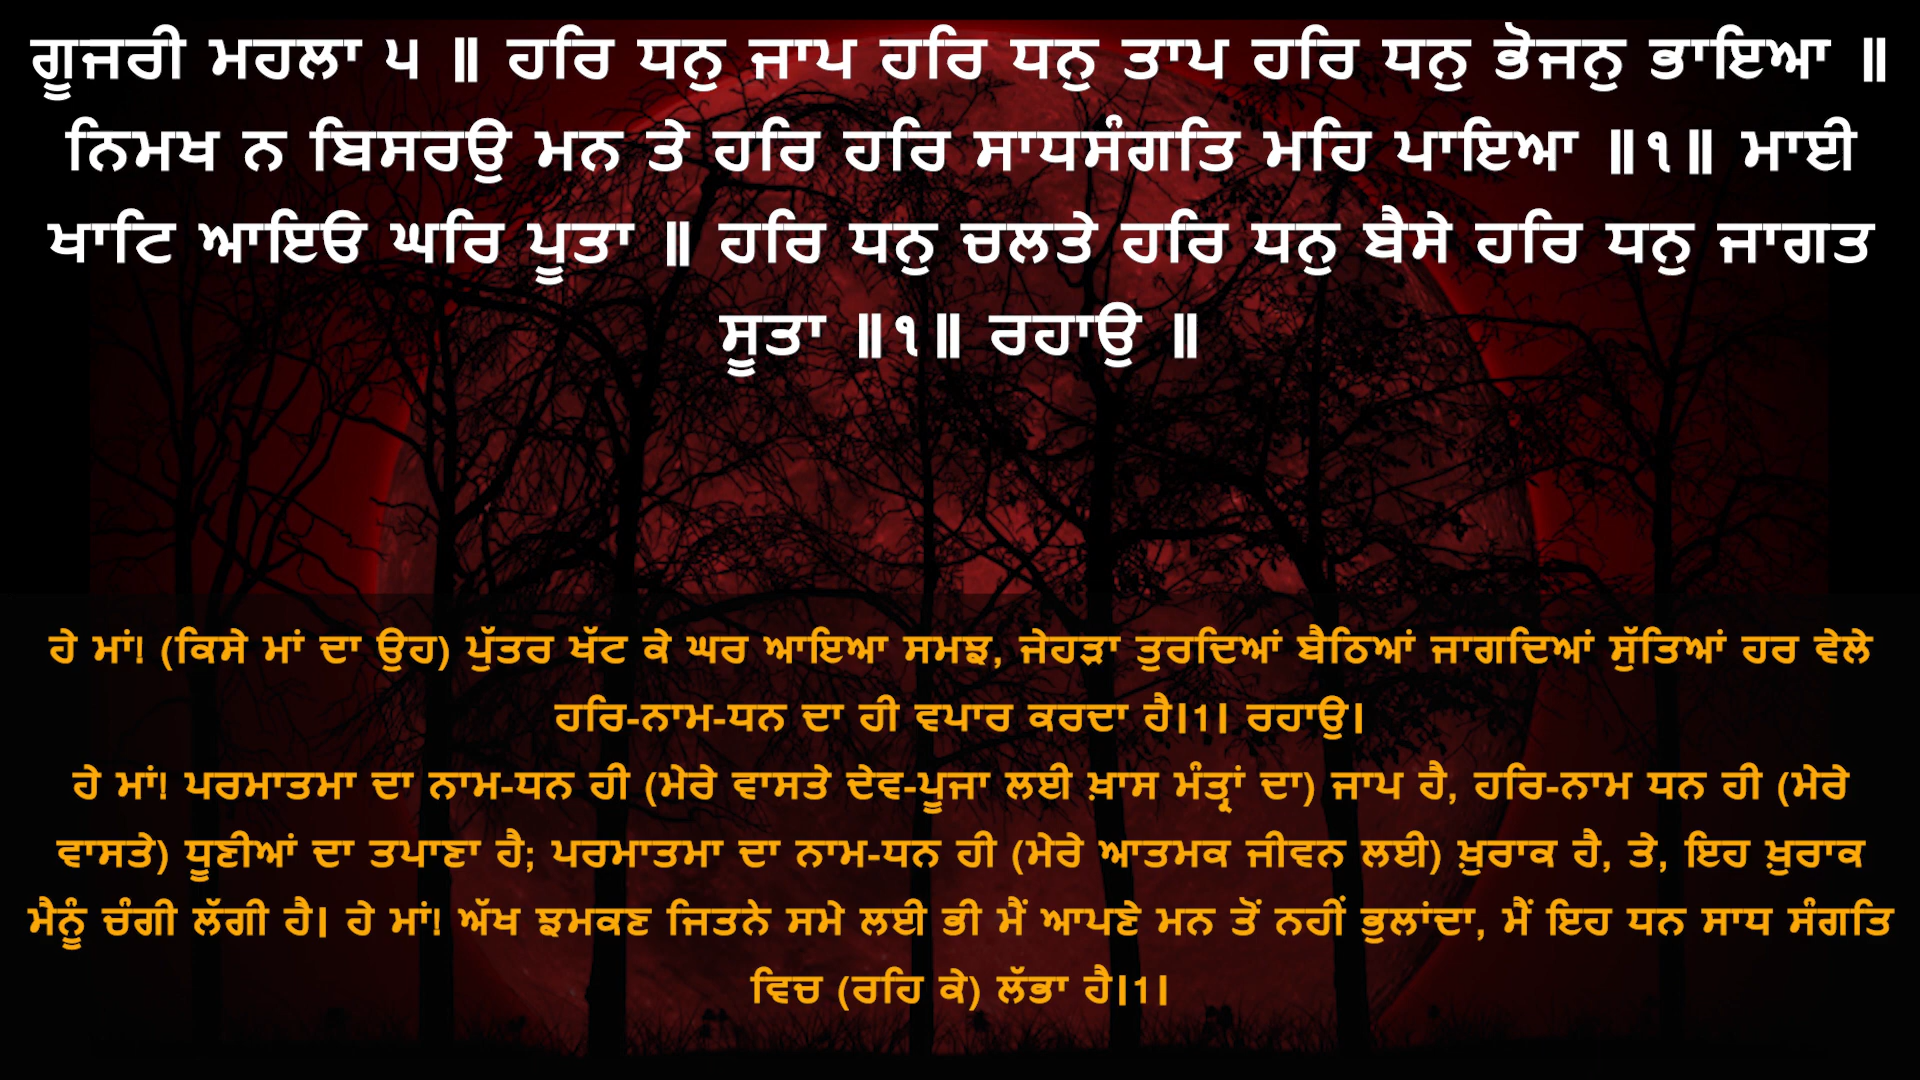 ਗੂਜਰੀ ਮਹਲਾ ੫ ॥ ਹਰਿ ਧਨੁ ਜਾਪ ਹਰਿ ਧਨੁ ਤਾਪ ਹਰਿ ਧਨੁ ਭੋਜਨੁ ਭਾਇਆ ॥
ਨਿਮਖ ਨ ਬਿਸਰਉ ਮਨ ਤੇ ਹਰਿ ਹਰਿ ਸਾਧਸੰਗਤਿ ਮਹਿ ਪਾਇਆ ॥੧॥ ਮਾਈ
ਖਾਟਿ ਆਇਓ ਘਰਿ ਪੂਤਾ ॥ ਹਰਿ ਧਨੁ ਚਲਤੇ ਹਰਿ ਧਨੁ ਬੈਸੇ ਹਰਿ ਧਨੁ ਜਾਗਤ
ਸੂਤਾ ॥੧॥ ਰਹਾਉ ॥
ਹੇ ਮਾਂ! (ਕਿਸੇ ਮਾਂ ਦਾ ਉਹ) ਪੁੱਤਰ ਖੱਟ ਕੇ ਘਰ ਆਇਆ ਸਮਝ, ਜੇਹੜਾ ਤੁਰਦਿਆਂ ਬੈਠਿਆਂ ਜਾਗਦਿਆਂ ਸੁੱਤਿਆਂ ਹਰ ਵੇਲੇ
ਹਰਿ-ਨਾਮ-ਧਨ ਦਾ ਹੀ ਵਪਾਰ ਕਰਦਾ ਹੈ।1। ਰਹਾਉ।
ਹੇ ਮਾਂ! ਪਰਮਾਤਮਾ ਦਾ ਨਾਮ-ਧਨ ਹੀ (ਮੇਰੇ ਵਾਸਤੇ ਦੇਵ-ਪੂਜਾ ਲਈ ਖ਼ਾਸ ਮੰਤ੍ਰਾਂ ਦਾ) ਜਾਪ ਹੈ, ਹਰਿ-ਨਾਮ ਧਨ ਹੀ (ਮੇਰੇ
ਵਾਸਤੇ) ਧੂਣੀਆਂ ਦਾ ਤਪਾਣਾ ਹੈ; ਪਰਮਾਤਮਾ ਦਾ ਨਾਮ-ਧਨ ਹੀ (ਮੇਰੇ ਆਤਮਕ ਜੀਵਨ ਲਈ) ਖ਼ੁਰਾਕ ਹੈ, ਤੇ, ਇਹ ਖ਼ੁਰਾਕ
ਮੈਨੂੰ ਚੰਗੀ ਲੱਗੀ ਹੈ। ਹੇ ਮਾਂ! ਅੱਖ ਝਮਕਣ ਜਿਤਨੇ ਸਮੇ ਲਈ ਭੀ ਮੈਂ ਆਪਣੇ ਮਨ ਤੋਂ ਨਹੀਂ ਭੁਲਾਂਦਾ, ਮੈਂ ਇਹ ਧਨ ਸਾਧ ਸੰਗਤਿ
ਵਿਚ (ਰਹਿ ਕੇ) ਲੱਭਾ ਹੈ।1।